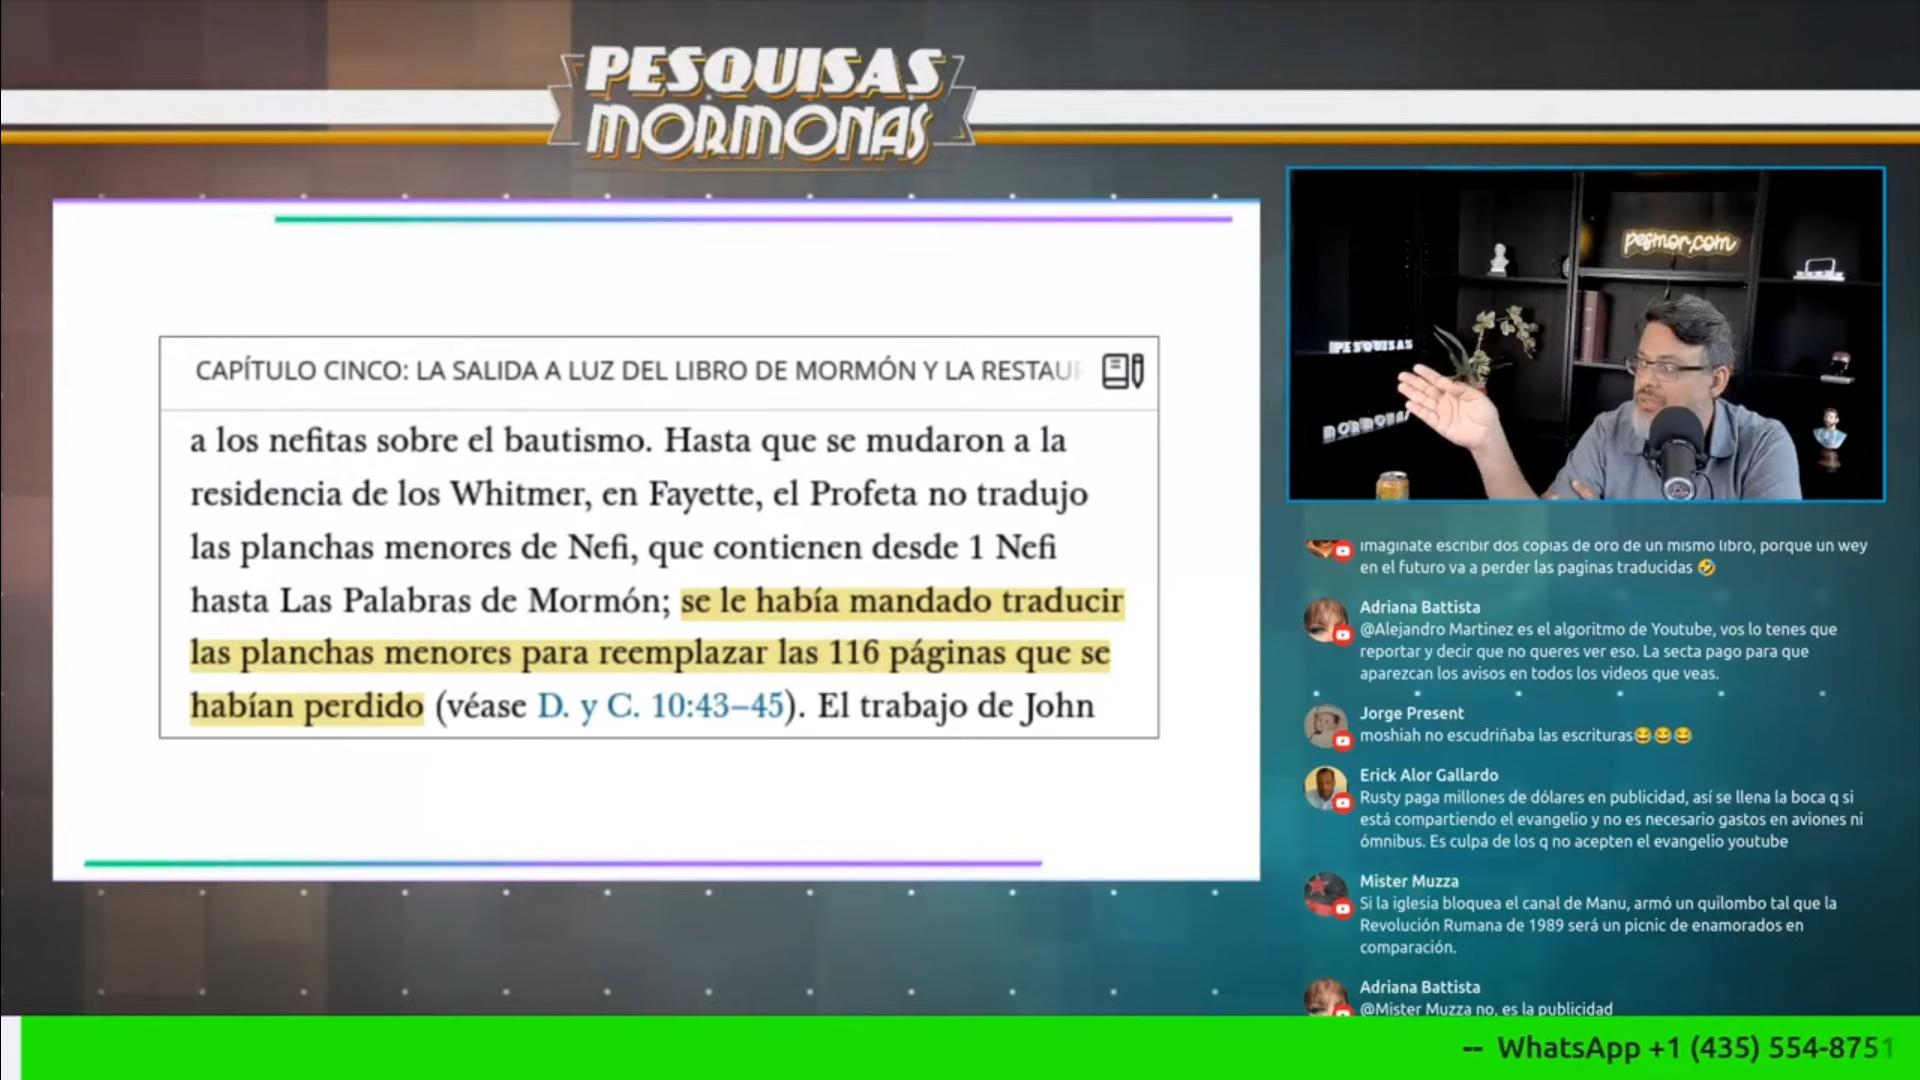 PESQUISAS
MORMONAS
CAPÍTULO CINCO: LA SALIDA A LUZ DEL LIBRO DE MORMÓN Y LA RESTAUR
a los nefitas sobre el bautismo. Hasta que se mudaron a la
residencia de los Whitmer, en Fayette, el Profeta no tradujo
las planchas menores de Nefi, que contienen desde 1 Nefi
hasta Las Palabras de Mormón; se le había mandado traducir
las planchas menores para reemplazar las 116 páginas que se
habían perdido (véase D. y C. 10:43–45). El trabajo de John
pesmor.com
PESQUISAS
MORMONAS
imaginate escribir dos copias de oro de un mismo libro, porque un wey
en el futuro va a perder las paginas traducidas 🤣
Adriana Battista
@Alejandro Martinez es el algoritmo de Youtube, vos lo tenes que
reportar y decir que no queres ver eso. La secta pago para que
aparezcan los avisos en todos los videos que veas.
Jorge Present
moshiah no escudriñaba las escrituras😂😂😂
Erick Alor Gallardo
Rusty paga millones de dólares en publicidad, así se llena la boca q si
está compartiendo el evangelio y no es necesario gastos en aviones ni
ómnibus. Es culpa de los q no acepten el evangelio youtube
Mister Muzza
Si la iglesia bloquea el canal de Manu, armó un quilombo tal que la
Revolución Rumana de 1989 será un picnic de enamorados en
comparación.
Adriana Battista
@Mister Muzza no, es la publicidad
-- WhatsApp +1 (435) 554-8751